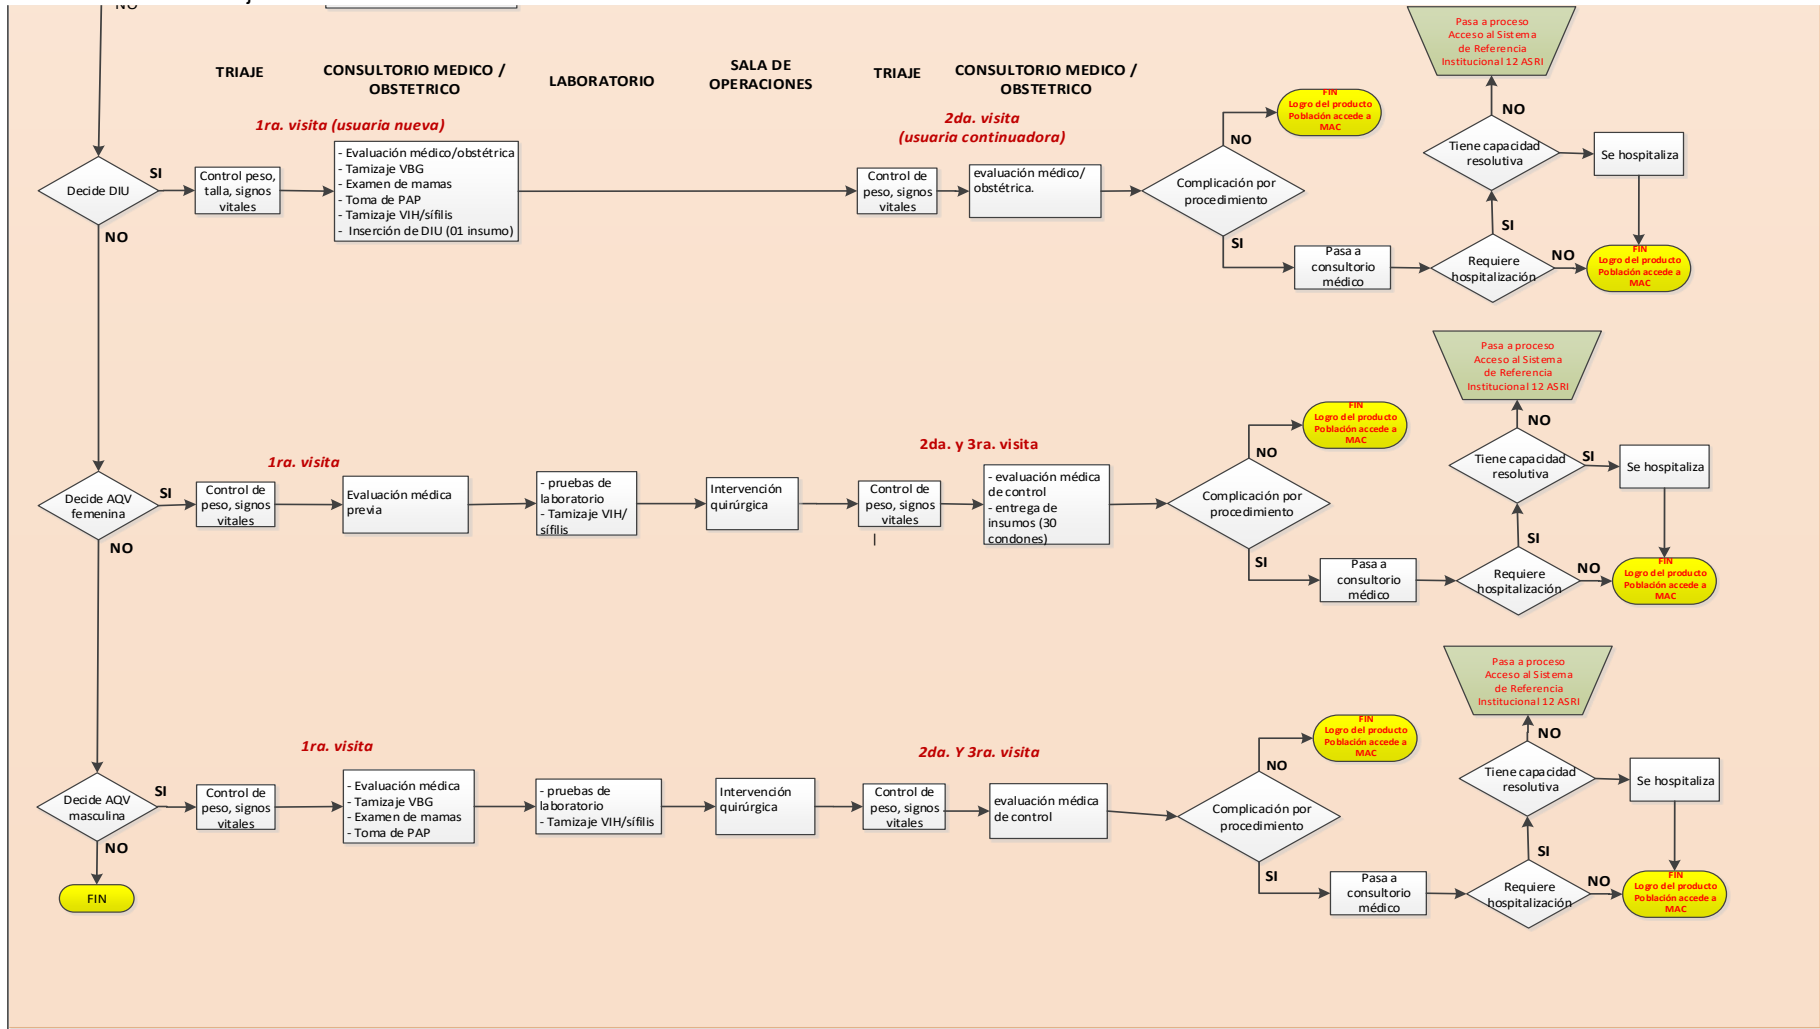 NO
TRIAJE
CONSULTORIO MEDICO /
OBSTETRICO
LABORATORIO
SALA DE
OPERACIONES
TRIAJE
CONSULTORIO MEDICO /
OBSTETRICO
Pasa a proceso
Acceso al Sistema
de Referencia
Institucional 12 ASRI
1ra. visita (usuaria nueva)
2da. visita
(usuaria continuadora)
Decide DIU
SI
NO
Control peso,
talla, signos
vitales
- Evaluación médico/obstétrica
- Tamizaje VBG
- Examen de mamas
- Toma de PAP
- Tamizaje VIH/sífilis
- Inserción de DIU (01 insumo)
Control de
peso, signos
vitales
evaluación médico/
obstétrica.
Complicación por
procedimiento
NO
FIN
Logro del producto
Población accede a
MAC
SI
Pasa a
consultorio
médico
Requiere
hospitalización
SI
NO
Tiene capacidad
resolutiva
NO
Se hospitaliza
FIN
Logro del producto
Población accede a
MAC
Pasa a proceso
Acceso al Sistema
de Referencia
Institucional 12 ASRI
1ra. visita
2da. y 3ra. visita
Decide AQV
femenina
SI
NO
Control de
peso, signos
vitales
Evaluación médica
previa
- pruebas de
laboratorio
- Tamizaje VIH/
sífilis
Intervención
quirúrgica
Control de
peso, signos
vitales
- evaluación médica
de control
- entrega de
insumos (30
condones)
Complicación por
procedimiento
NO
FIN
Logro del producto
Población accede a
MAC
SI
Pasa a
consultorio
médico
Requiere
hospitalización
SI
NO
Tiene capacidad
resolutiva
NO
SI
Se hospitaliza
FIN
Logro del producto
Población accede a
MAC
Pasa a proceso
Acceso al Sistema
de Referencia
Institucional 12 ASRI
1ra. visita
2da. Y 3ra. visita
Decide AQV
masculina
SI
NO
FIN
Control de
peso, signos
vitales
- Evaluación médica
- Tamizaje VBG
- Examen de mamas
- Toma de PAP
- pruebas de
laboratorio
- Tamizaje VIH/sífilis
Intervención
quirúrgica
Control de
peso, signos
vitales
evaluación médica
de control
Complicación por
procedimiento
NO
FIN
Logro del producto
Población accede a
MAC
SI
Pasa a
consultorio
médico
Requiere
hospitalización
SI
NO
Tiene capacidad
resolutiva
NO
SI
Se hospitaliza
FIN
Logro del producto
Población accede a
MAC